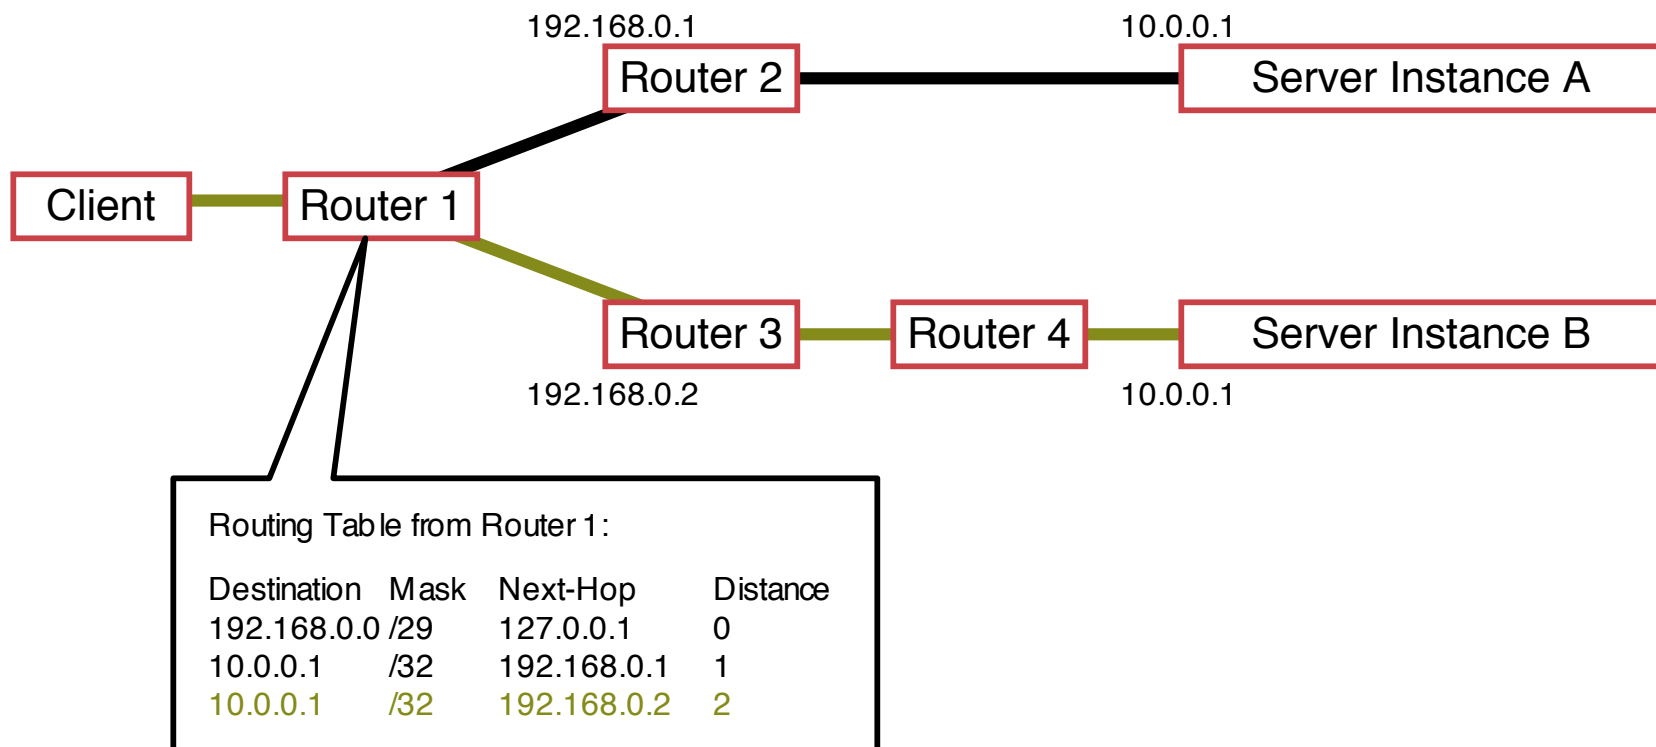 192.168.0.1
10.0.0.1
Router 2
Server Instance A
Client
Router 1
Router 3
Router 4
Server Instance B
192.168.0.2
10.0.0.1
Routing Table from Router 1:
Destination Mask Next-Hop Distance
192.168.0.0 /29 127.0.0.1 0
10.0.0.1 /32 192.168.0.1 1
10.0.0.1 /32 192.168.0.2 2